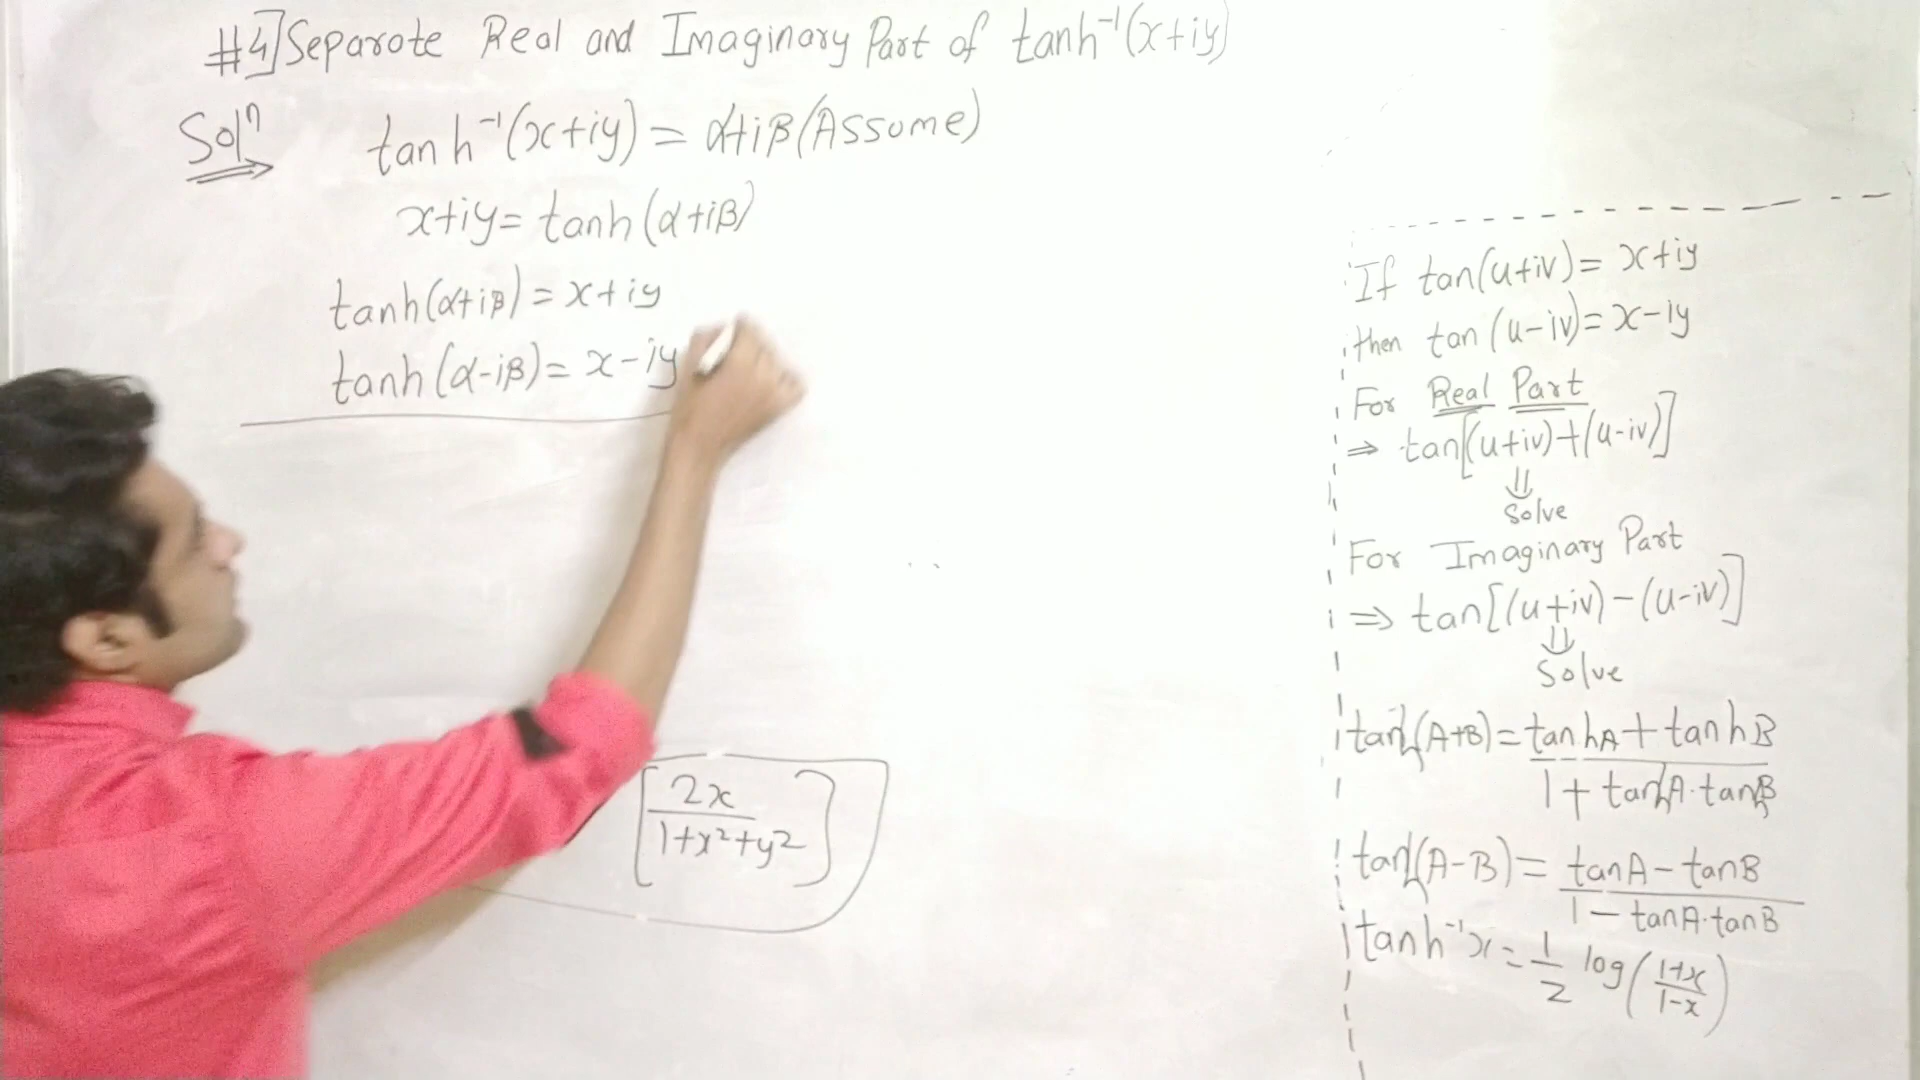 #4] Separate Real and Imaginary Part of tanh⁻¹(x+iy)
Solⁿ tanh⁻¹(x+iy) = α+iβ (Assume)
x+iy = tanh(α+iβ)
tanh(α+iβ) = x+iy
tanh(α-iβ) = x-iy
[2x/(1+x²+y²)]
If tan(u+iv) = x+iy
then tan(u-iv) = x-iy
For Real Part
⇒ tan[(u+iv)+(u-iv)]
⇓
Solve
For Imaginary Part
⇒ tan[(u+iv)-(u-iv)]
⇓
Solve
tanh(A+B) = (tanhA + tanhB)/(1 + tanhA·tanhB)
tanh(A-B) = (tanA - tanB)/(1 - tanA·tanB)
tanh⁻¹x = 1/2 log((1+x)/(1-x))